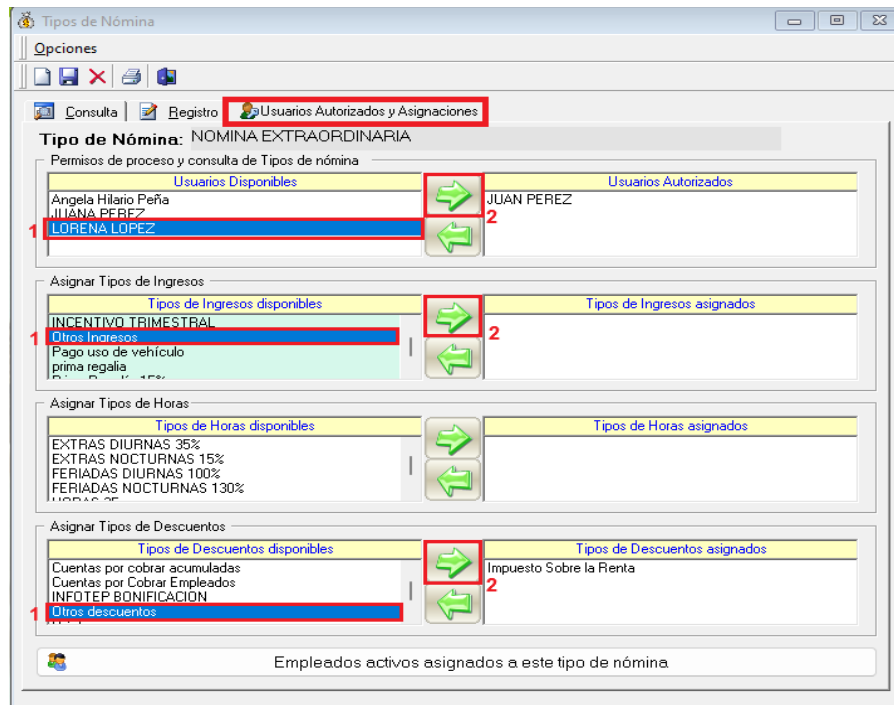 Tipos de Nómina
Opciones
Consulta Registro Usuarios Autorizados y Asignaciones
Tipo de Nómina: NOMINA EXTRAORDINARIA
Permisos de proceso y consulta de Tipos de nómina
Usuarios Disponibles Usuarios Autorizados
Angela Hilario Peña JUAN PEREZ
JUANA PEREZ 2
1 LORENA LOPEZ
Asignar Tipos de Ingresos
Tipos de Ingresos disponibles Tipos de Ingresos asignados
INCENTIVO TRIMESTRAL
1 Otros Ingresos 2
Pago uso de vehículo
prima regalia
Asignar Tipos de Horas
Tipos de Horas disponibles Tipos de Horas asignados
EXTRAS DIURNAS 35%
EXTRAS NOCTURNAS 15%
FERIADAS DIURNAS 100%
FERIADAS NOCTURNAS 130%
Asignar Tipos de Descuentos
Tipos de Descuentos disponibles Tipos de Descuentos asignados
Cuentas por cobrar acumuladas Impuesto Sobre la Renta
Cuentas por Cobrar Empleados 2
INFOTEP BONIFICACION
1 Otros descuentos
Empleados activos asignados a este tipo de nómina